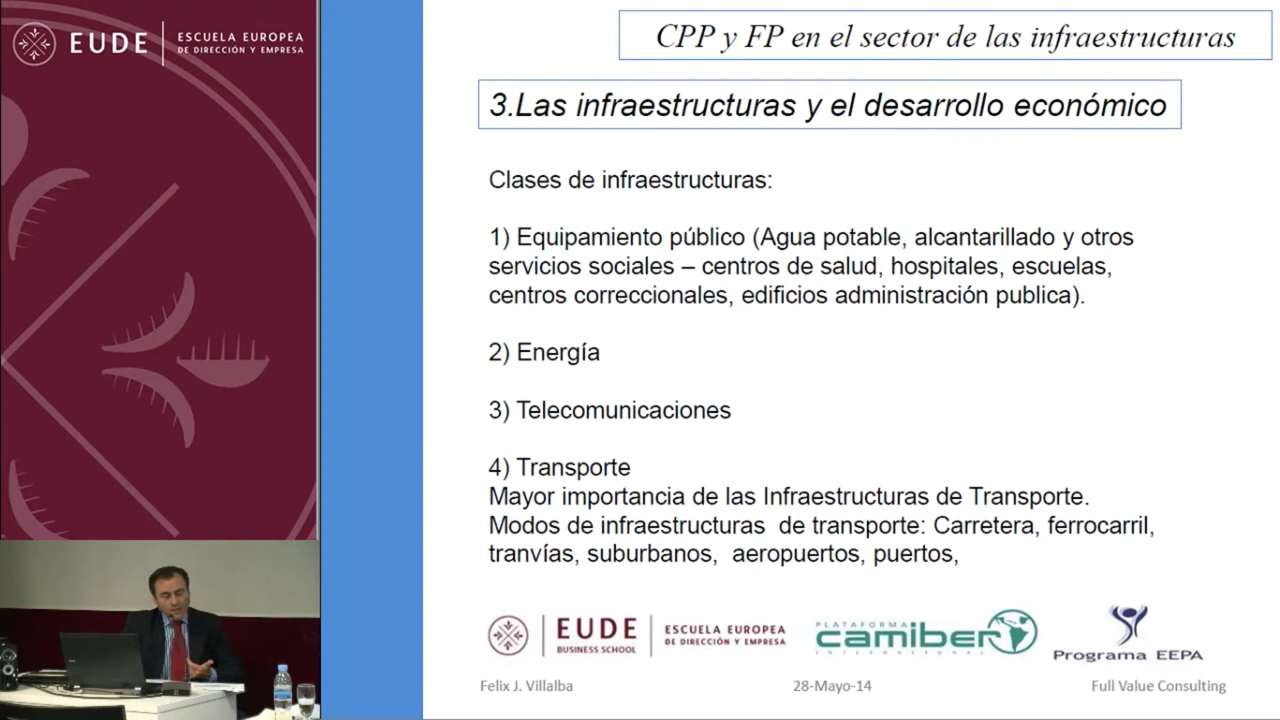 EUDE
ESCUELA EUROPEA
DE DIRECCIÓN Y EMPRESA
CPP y FP en el sector de las infraestructuras
3.Las infraestructuras y el desarrollo económico
Clases de infraestructuras:
1) Equipamiento público (Agua potable, alcantarillado y otros
servicios sociales – centros de salud, hospitales, escuelas,
centros correccionales, edificios administración publica).
2) Energía
3) Telecomunicaciones
4) Transporte
Mayor importancia de las Infraestructuras de Transporte.
Modos de infraestructuras de transporte: Carretera, ferrocarril,
tranvías, suburbanos, aeropuertos, puertos,
EUDE
BUSINESS SCHOOL
ESCUELA EUROPEA
DE DIRECCIÓN Y EMPRESA
PLATAFORMA
camiber
INTERNACIONAL
Programa EEPA
Felix J. Villalba
28-Mayo-14
Full Value Consulting